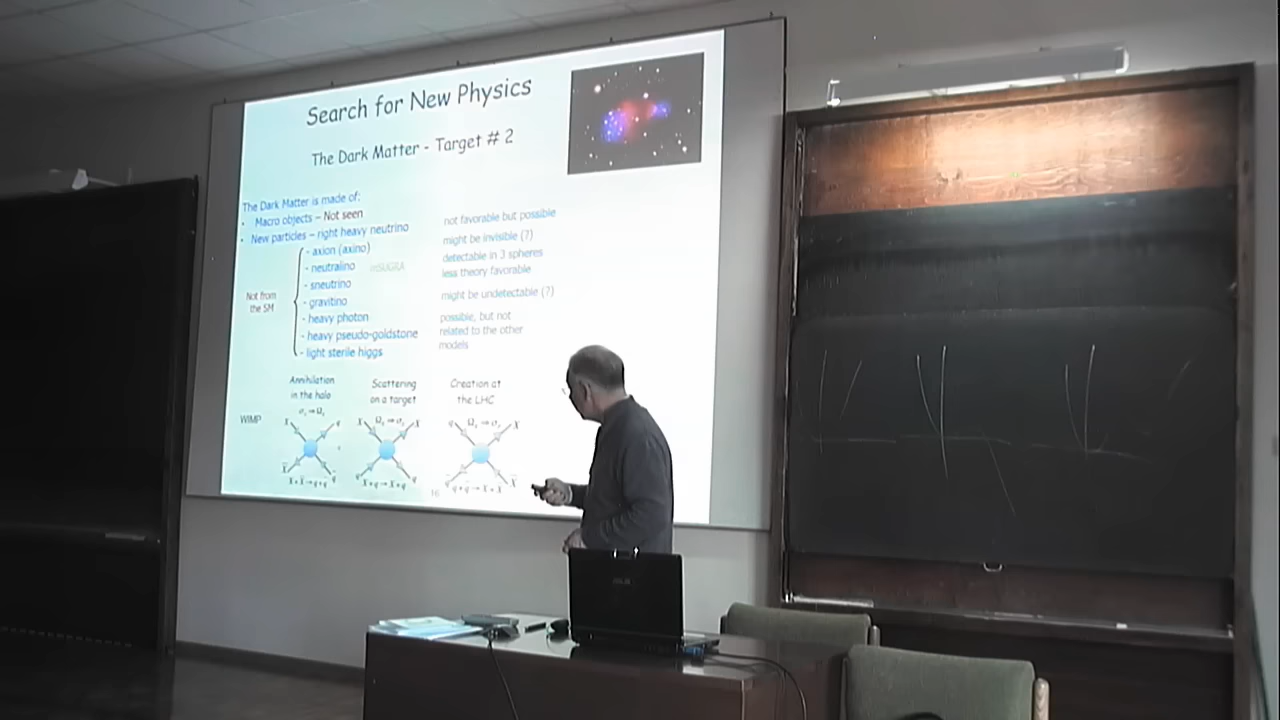 Search for New Physics
The Dark Matter - Target # 2
The Dark Matter is made of:
• Macro objects – Not seen
not favorable but possible
• New particles – right heavy neutrino
might be invisible (?)
- axion (axino)
detectable in 3 spheres
- neutralino mSUGRA
less theory favorable
- sneutrino
- gravitino
might be undetectable (?)
- heavy photon
possible, but not
- heavy pseudo-goldstone
related to the other
- light sterile higgs
models
Not from
the SM
Annihilation
in the halo
Scattering
on a target
Creation at
the LHC
WIMP
16
ASUS